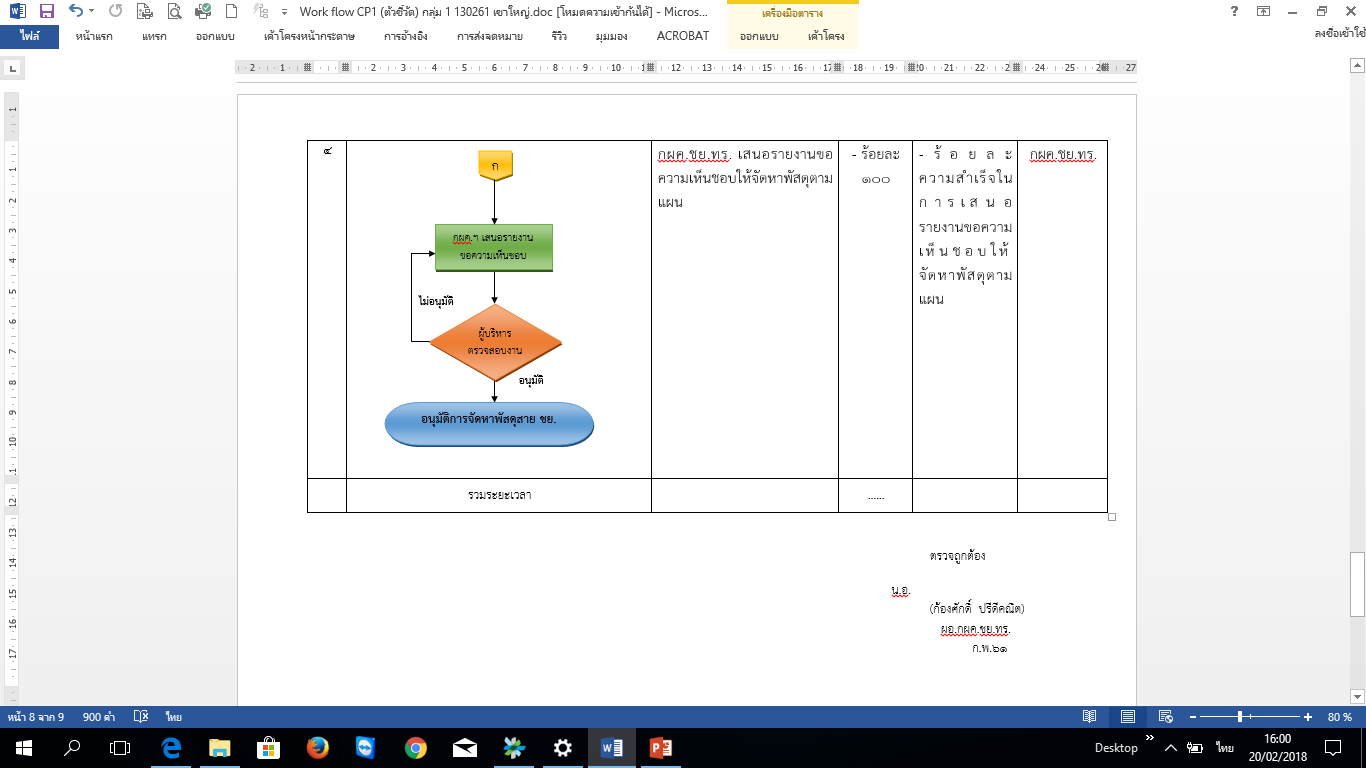 Work flow CP1 (ตัวชี้วัด) กลุ่ม 1 130261 เขาใหญ่.doc [โหมดความเข้ากันได้] - Micros...
เครื่องมือตาราง
ไฟล์ หน้าแรก แทรก ออกแบบ เค้าโครงหน้ากระดาษ การอ้างอิง การส่งจดหมาย รีวิว มุมมอง ACROBAT ออกแบบ เค้าโครง ลงชื่อเข้าใช้
๔
ก
กผค.ฯ เสนอรายงาน
ขอความเห็นชอบ
ไม่อนุมัติ
ผู้บริหาร
ตรวจสอบงาน
อนุมัติ
อนุมัติการจัดหาพัสดุสาย ชย.
กผค.ชย.ทร. เสนอรายงานขอ
ความเห็นชอบให้จัดหาพัสดุตาม
แผน
- ร้อยละ
๑๐๐
- ร้อยละ
ความสำเร็จใน
การเสนอ
รายงานขอความ
เห็นชอบให้
จัดหาพัสดุตาม
แผน
กผค.ชย.ทร.
รวมระยะเวลา
......
ตรวจถูกต้อง
น.อ.
(ก้องศักดิ์ ปรีดีคณิต)
ผอ.กผค.ชย.ทร.
ก.พ.๖๑
หน้า 8 จาก 9 900 คำ ไทย 80 %
Desktop ไทย 16:00
20/02/2018